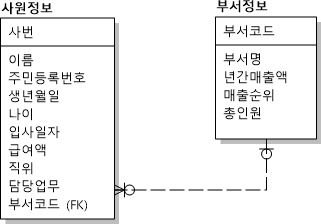 사원정보
사번
이름
주민등록번호
생년월일
나이
입사일자
급여액
직위
담당업무
부서코드 (FK)
부서정보
부서코드
부서명
년간매출액
매출순위
총인원